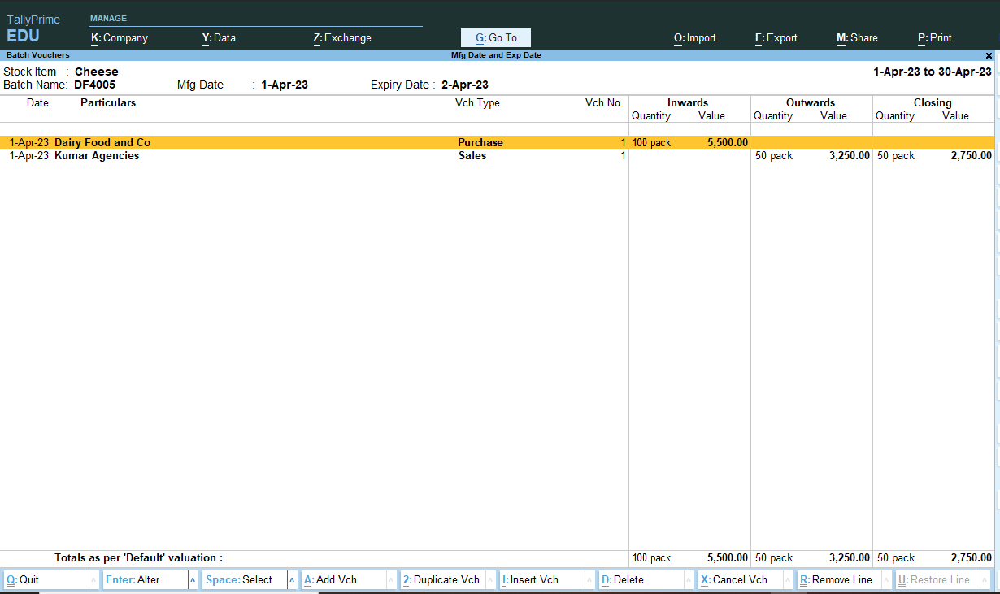 TallyPrime
EDU
MANAGE
K:Company Y:Data Z:Exchange G:Go To O:Import E:Export M:Share P:Print
Batch Vouchers Mfg Date and Exp Date x
Stock Item : Cheese 1-Apr-23 to 30-Apr-23
Batch Name: DF4005 Mfg Date : 1-Apr-23 Expiry Date : 2-Apr-23
Date Particulars Vch Type Vch No. Inwards Outwards Closing
Quantity Value Quantity Value Quantity Value
1-Apr-23 Dairy Food and Co Purchase 1 100 pack 5,500.00
1-Apr-23 Kumar Agencies Sales 1 50 pack 3,250.00 50 pack 2,750.00
Totals as per 'Default' valuation : 100 pack 5,500.00 50 pack 3,250.00 50 pack 2,750.00
Q:Quit ^ Enter:Alter ^ Space:Select ^ A:Add Vch ^ 2:Duplicate Vch ^ I:Insert Vch ^ D:Delete ^ X:Cancel Vch ^ R:Remove Line ^ U:Restore Line ^